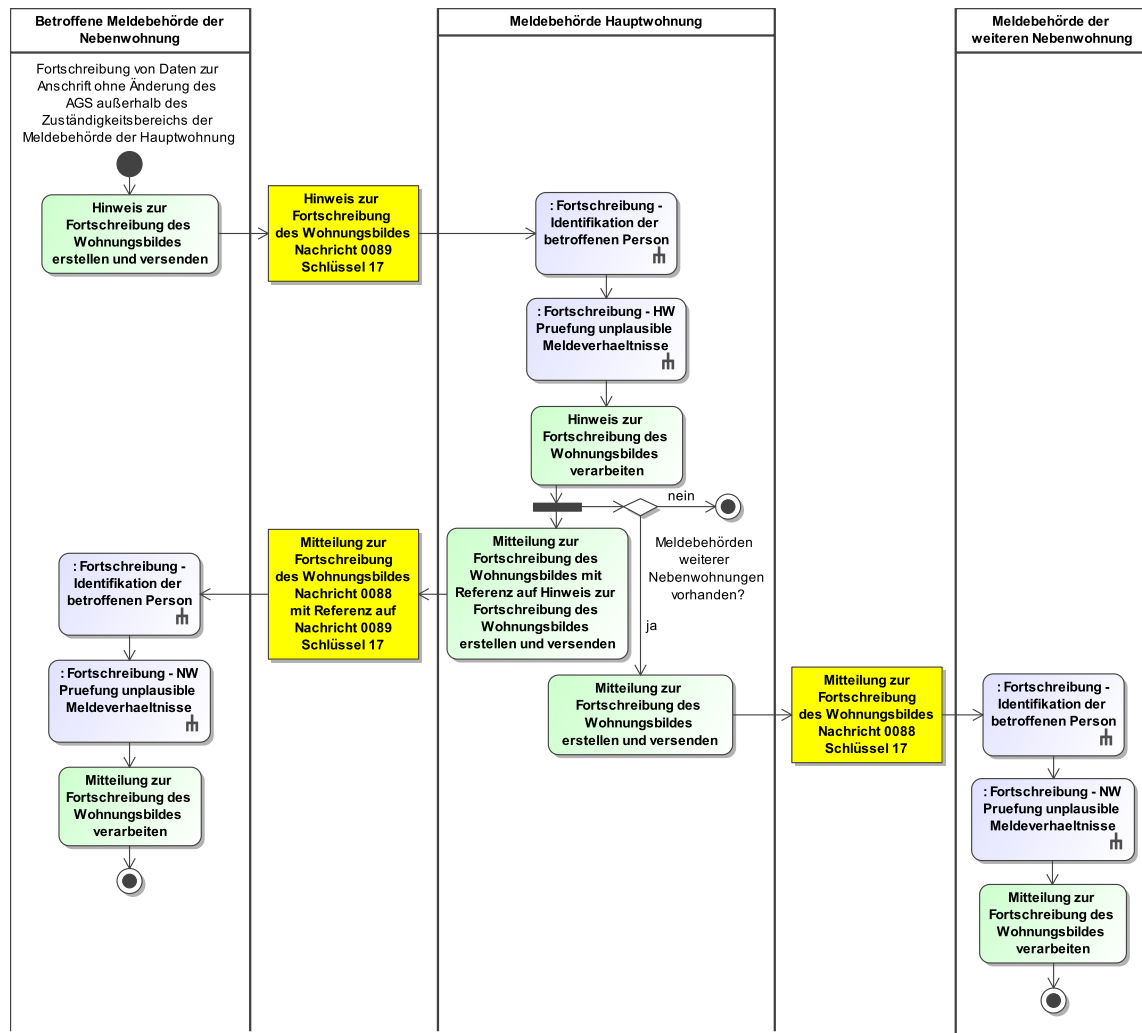 Betroffene Meldebehörde der
Nebenwohnung
Meldebehörde Hauptwohnung
Meldebehörde der
weiteren Nebenwohnung
Fortschreibung von Daten zur
Anschrift ohne Änderung des
AGS außerhalb des
Zuständigkeitsbereichs der
Meldebehörde der Hauptwohnung
Hinweis zur
Fortschreibung des
Wohnungsbildes
erstellen und versenden
Hinweis zur
Fortschreibung
des Wohnungsbildes
Nachricht 0089
Schlüssel 17
: Fortschreibung -
Identifikation der
betroffenen Person
: Fortschreibung - HW
Pruefung unplausible
Meldeverhaeltnisse
Hinweis zur
Fortschreibung des
Wohnungsbildes
verarbeiten
nein
Meldebehörden
weiterer
Nebenwohnungen
vorhanden?
ja
Mitteilung zur
Fortschreibung des
Wohnungsbildes mit
Referenz auf Hinweis zur
Fortschreibung des
Wohnungsbildes
erstellen und versenden
Mitteilung zur
Fortschreibung
des Wohnungsbildes
Nachricht 0088
mit Referenz auf
Nachricht 0089
Schlüssel 17
: Fortschreibung -
Identifikation der
betroffenen Person
: Fortschreibung - NW
Pruefung unplausible
Meldeverhaeltnisse
Mitteilung zur
Fortschreibung des
Wohnungsbildes
verarbeiten
Mitteilung zur
Fortschreibung des
Wohnungsbildes
erstellen und versenden
Mitteilung zur
Fortschreibung
des Wohnungsbildes
Nachricht 0088
Schlüssel 17
: Fortschreibung -
Identifikation der
betroffenen Person
: Fortschreibung - NW
Pruefung unplausible
Meldeverhaeltnisse
Mitteilung zur
Fortschreibung des
Wohnungsbildes
verarbeiten